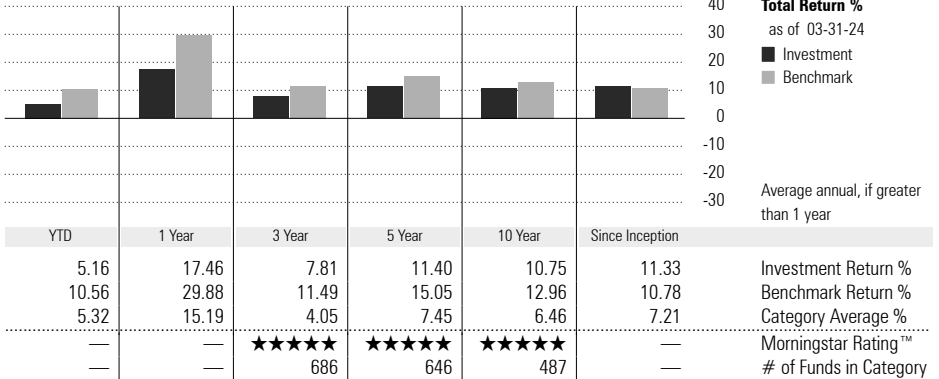 40
30
20
10
0
-10
-20
-30
Total Return %
as of 03-31-24
Investment
Benchmark
Average annual, if greater
than 1 year
YTD 1 Year 3 Year 5 Year 10 Year Since Inception
5.16 17.46 7.81 11.40 10.75 11.33 Investment Return %
10.56 29.88 11.49 15.05 12.96 10.78 Benchmark Return %
5.32 15.19 4.05 7.45 6.46 7.21 Category Average %
— — ★★★★★ ★★★★★ ★★★★★ — Morningstar Rating™
— — 686 646 487 — # of Funds in Category